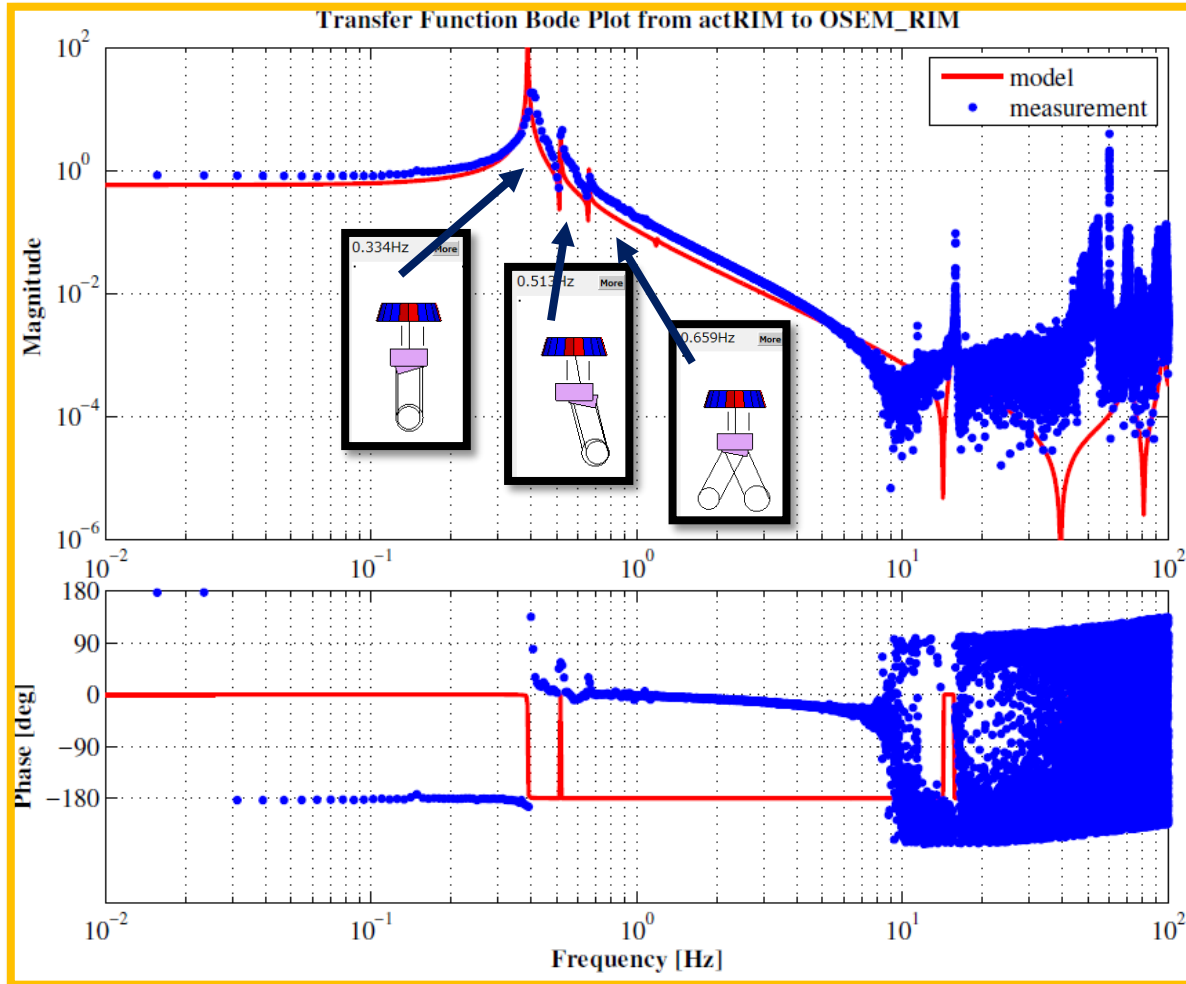 Transfer Function Bode Plot from actRIM to OSEM_RIM
Magnitude
10^2
10^0
10^−2
10^−4
10^−6
model
measurement
0.334Hz More
0.513Hz More
0.659Hz More
10^−2 10^−1 10^0 10^1 10^2
Phase [deg]
180
90
0
−90
−180
10^−2 10^−1 10^0 10^1 10^2
Frequency [Hz]